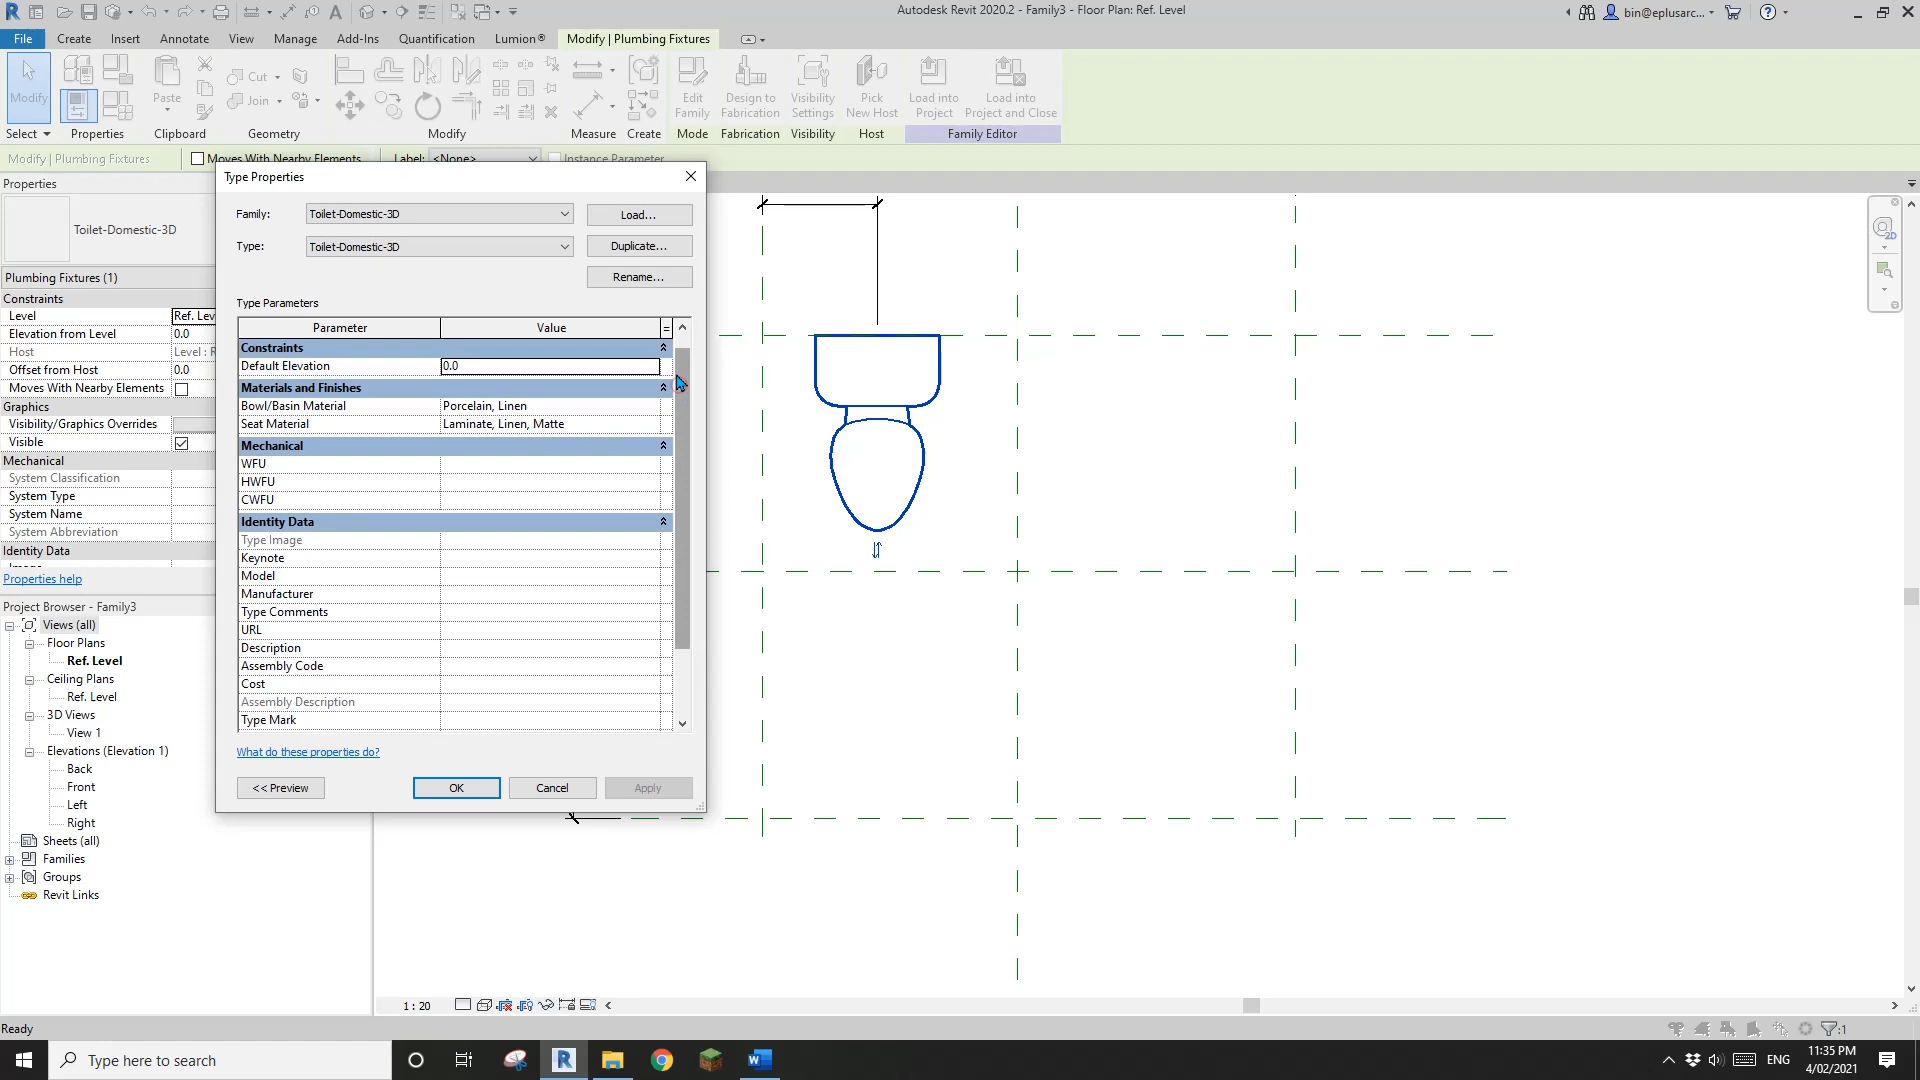 Autodesk Revit 2020.2 - Family3 - Floor Plan: Ref. Level
bin@eplusarc...
File Create Insert Annotate View Manage Add-Ins Quantification Lumion® Modify | Plumbing Fixtures
Modify
Paste
Cut
Join
Edit Family
Design to Fabrication
Visibility Settings
Pick New Host
Load into Project
Load into Project and Close
Select Properties Clipboard Geometry Modify Measure Create Mode Fabrication Visibility Host Family Editor
Modify | Plumbing Fixtures Moves With Nearby Elements Label: <None> Instance Parameter
Properties
Toilet-Domestic-3D
Plumbing Fixtures (1)
Constraints
Level Ref. Lev
Elevation from Level 0.0
Host Level : R
Offset from Host 0.0
Moves With Nearby Elements
Graphics
Visibility/Graphics Overrides
Visible
Mechanical
System Classification
System Type
System Name
System Abbreviation
Identity Data
Properties help
Project Browser - Family3
Views (all)
Floor Plans
Ref. Level
Ceiling Plans
Ref. Level
3D Views
View 1
Elevations (Elevation 1)
Back
Front
Left
Right
Sheets (all)
Families
Groups
Revit Links
Type Properties
Family: Toilet-Domestic-3D Load...
Type: Toilet-Domestic-3D Duplicate...
Rename...
Type Parameters
Parameter Value =
Constraints
Default Elevation 0.0
Materials and Finishes
Bowl/Basin Material Porcelain, Linen
Seat Material Laminate, Linen, Matte
Mechanical
WFU
HWFU
CWFU
Identity Data
Type Image
Keynote
Model
Manufacturer
Type Comments
URL
Description
Assembly Code
Cost
Assembly Description
Type Mark
What do these properties do?
<< Preview OK Cancel Apply
2D
1 : 20
Ready
:1
Type here to search
ENG
11:35 PM
4/02/2021